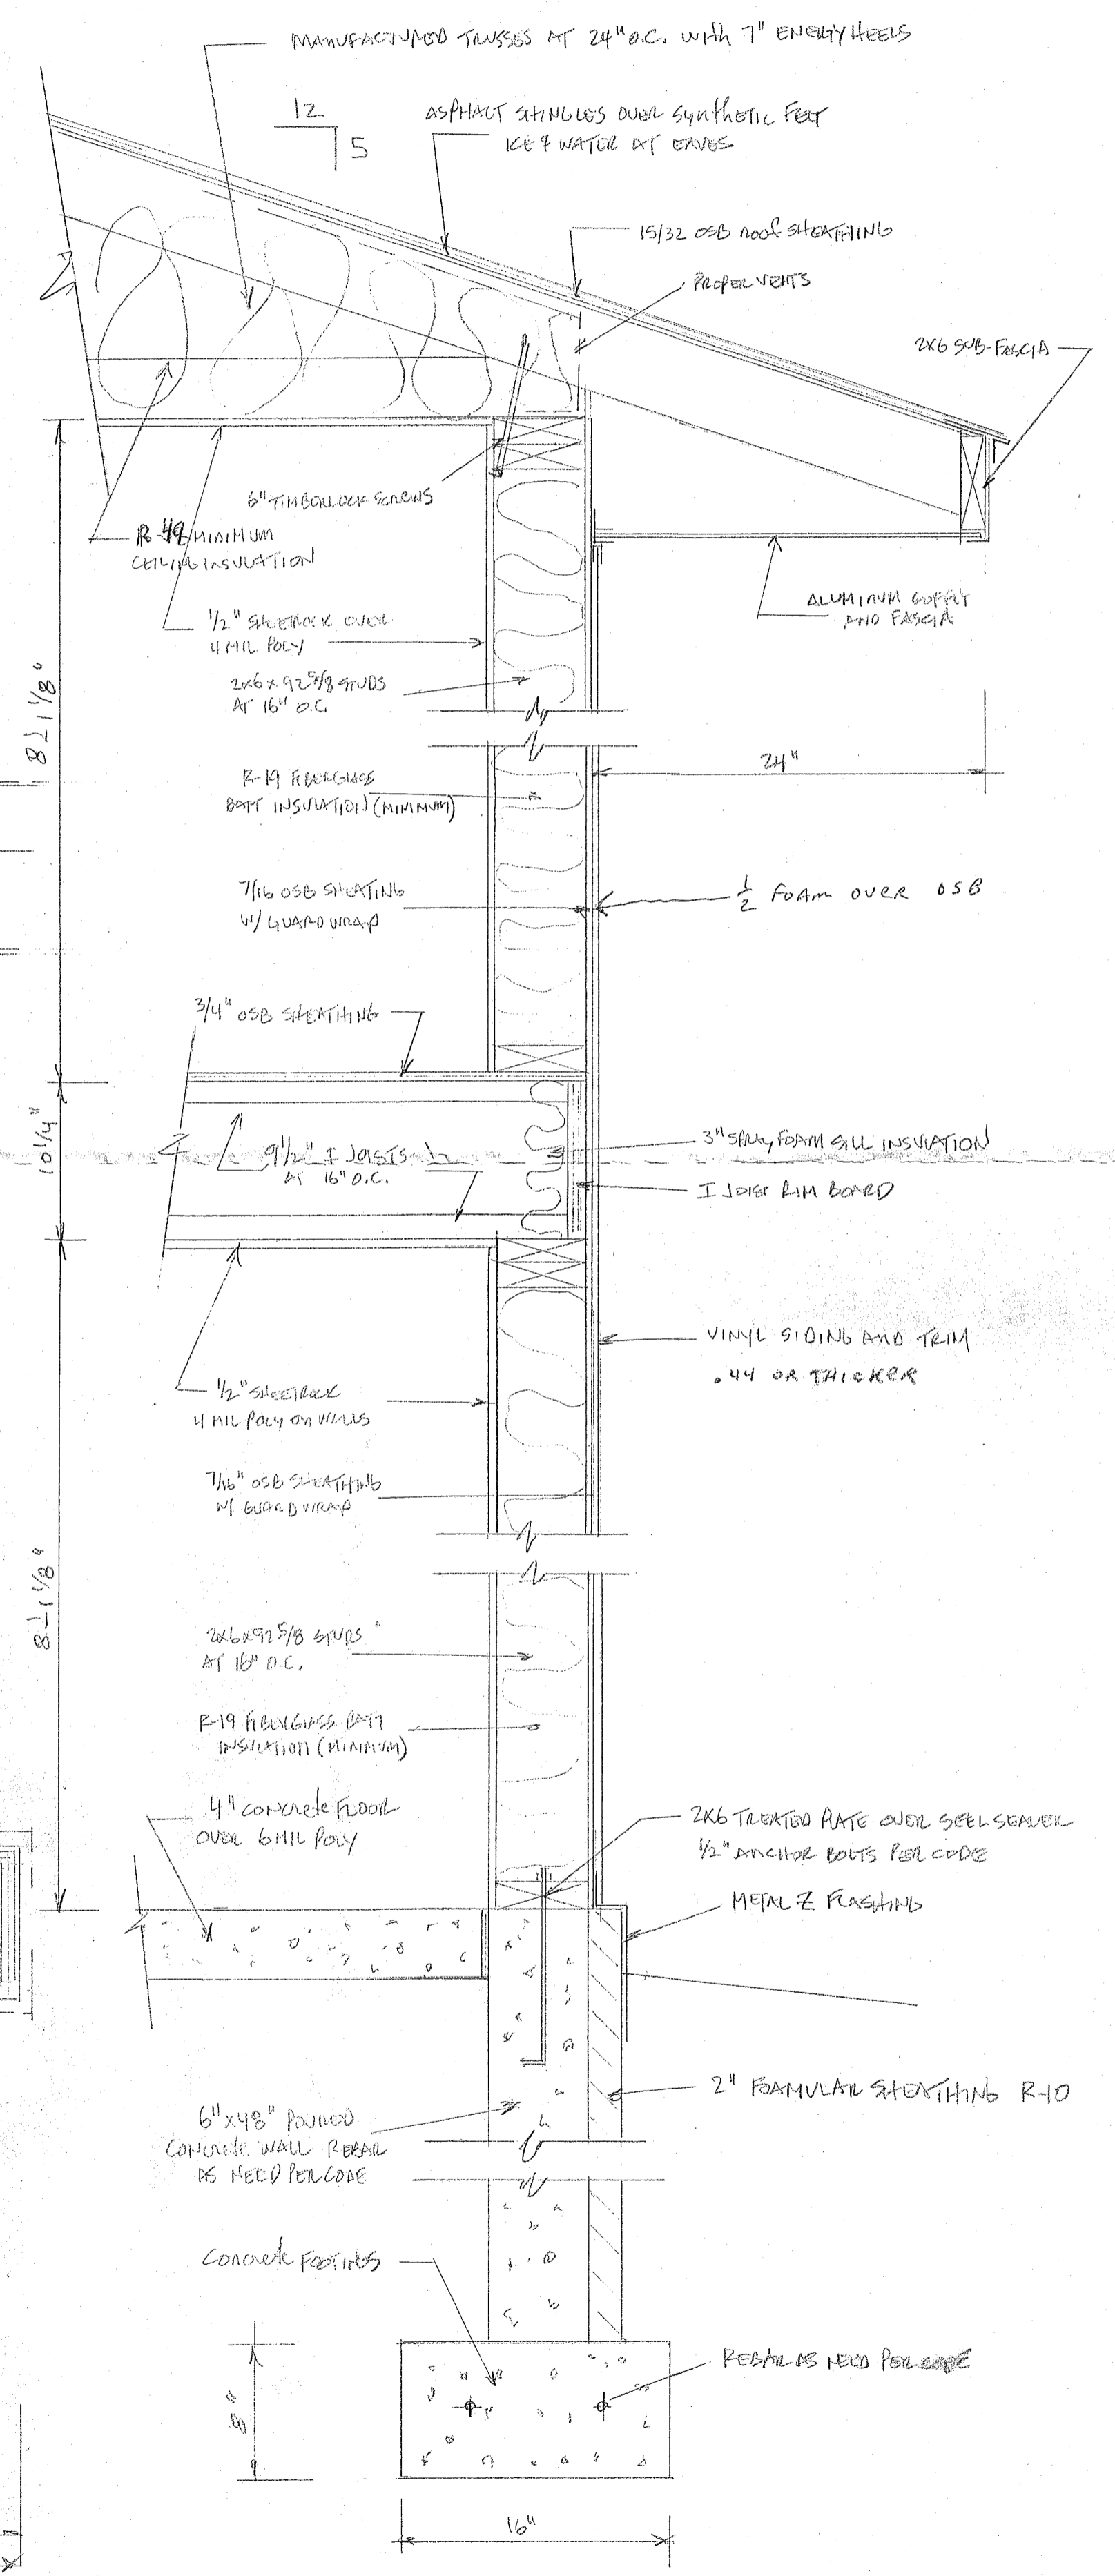 MANUFACTURED TRUSSES AT 24" O.C. with 7" ENERGY HEELS
12
5
ASPHALT SHINGLES OVER Synthetic FELT
ICE & WATER AT EAVES
15/32 OSB ROOF SHEATHING
PROPER VENTS
2X6 SUB-FASCIA
6" TIMBERLOCK SCREWS
R-49 MINIMUM
CEILING INSULATION
ALUMINUM SOFFIT
AND FASCIA
1/2" SHEETROCK OVER
4 MIL POLY
2X6 X 92 5/8 STUDS
AT 16" O.C.
8'-1 1/8"
24"
R-19 FIBERGLASS
BATT INSULATION (MINIMUM)
7/16 OSB SHEATING
W/ GUARD WRAP
1/2 FOAM OVER OSB
3/4" OSB SHEATHING
10 1/4"
9 1/2" I JOISTS
AT 16" O.C.
3" SPRAY FOAM SILL INSULATION
I JOIST RIM BOARD
VINYL SIDING AND TRIM
.44 OR THICKER
1/2" SHEETROCK
4 MIL POLY ON WALLS
7/16" OSB SHEATHING
W/ GUARD WRAP
8'-1 1/8"
2X6X92 5/8 STUDS
AT 16" O.C.
R-19 FIBERGLASS BATT
INSULATION (MINIMUM)
4" CONCRETE FLOOR
OVER 6 MIL POLY
2X6 TREATED PLATE OVER SEEL SEALER
1/2" ANCHOR BOLTS PER CODE
METAL Z FLASHING
2" FOAMULAR SHEATHING R-10
6" X 48" POURED
CONCRETE WALL REBAR
AS NEED PER CODE
CONCRETE FOOTINGS
REBAR AS NEED PER CODE
8"
16"